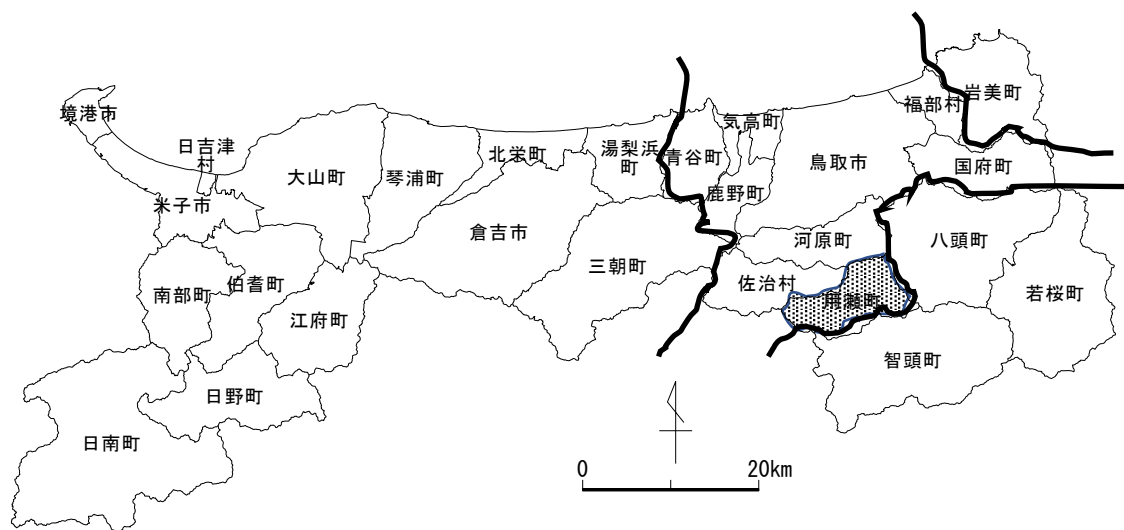 境港市
日吉津
村
米子市
大山町
琴浦町
北栄町
湯梨浜
町
青谷町
気高町
鹿野町
鳥取市
福部村
岩美町
国府町
倉吉市
三朝町
河原町
八頭町
佐治村
用瀬町
若桜町
智頭町
南部町
伯耆町
江府町
日野町
日南町
0 20km